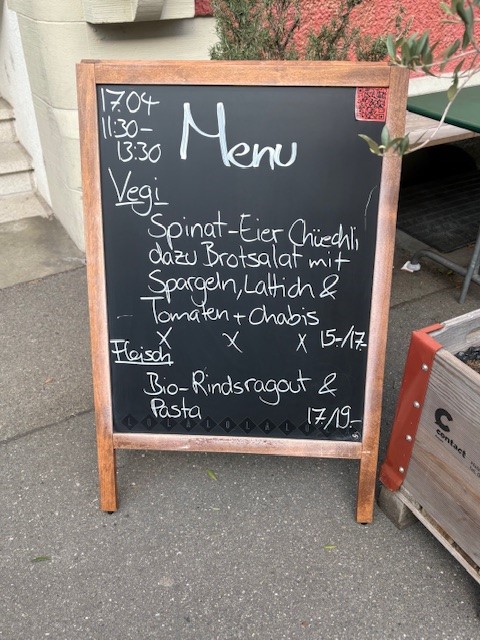 17.04
11:30-
13:30
Menu
Vegi
Spinat-Eier Chüechli
dazu Brotsalat mit
Spargeln, Lattich &
Tomaten + Chabis
x x x 15.-/17.-
Fleisch
Bio-Rindsragout &
Pasta 17/19.-
C
contact